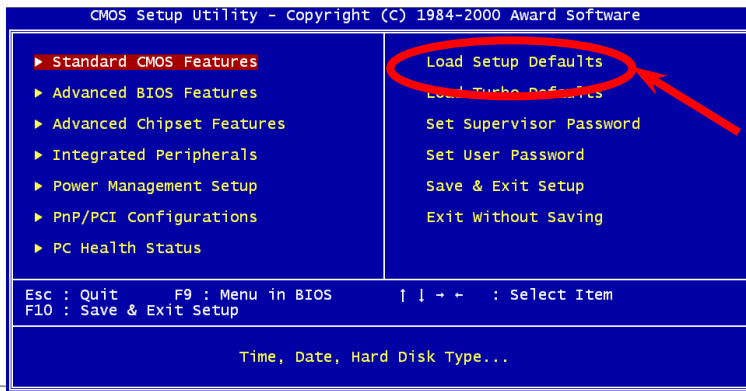 CMOS Setup Utility – Copyright (C) 1984–2000 Award Software
▶ Standard CMOS Features
▶ Advanced BIOS Features
▶ Advanced Chipset Features
▶ Integrated Peripherals
▶ Power Management Setup
▶ PnP/PCI Configurations
▶ PC Health Status
Load Setup Defaults
Load Turbo Defaults
Set Supervisor Password
Set User Password
Save & Exit Setup
Exit Without Saving
Esc : Quit F9 : Menu in BIOS ↑ ↓ → ← : Select Item
F10 : Save & Exit Setup
Time, Date, Hard Disk Type...